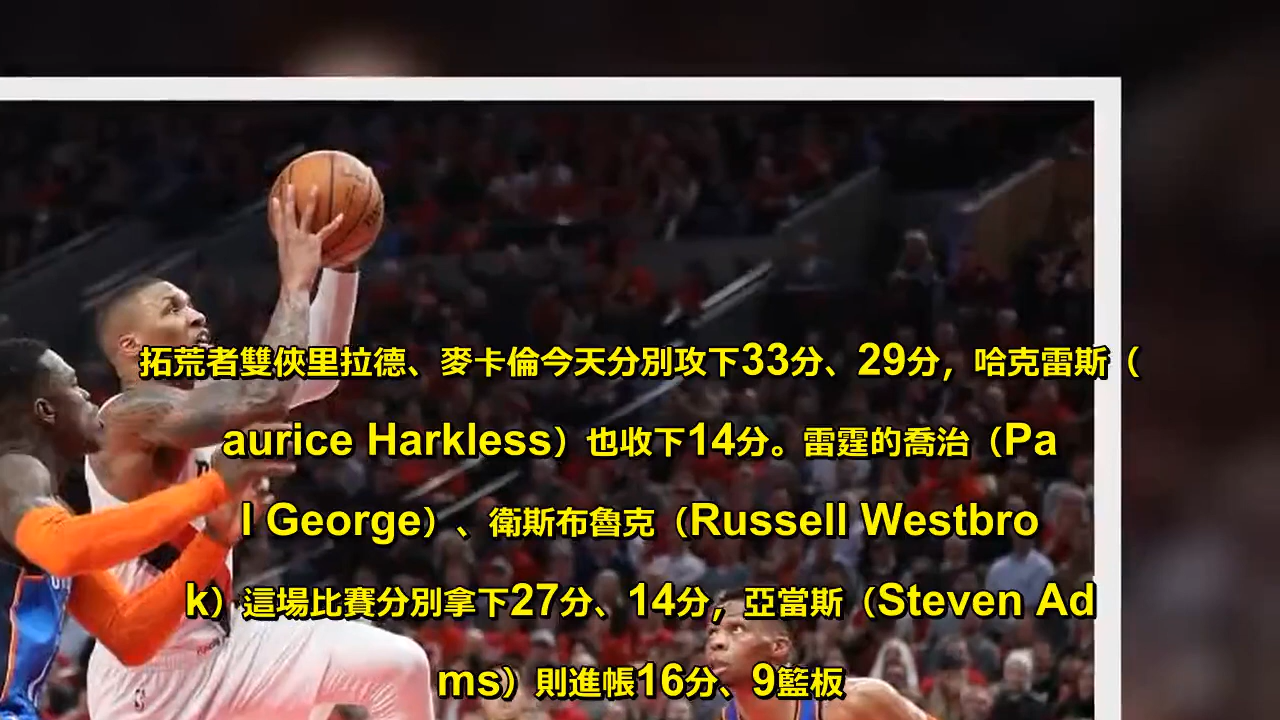 拓荒者雙俠里拉德、麥卡倫今天分別攻下33分、29分，哈克雷斯（
aurice Harkless）也收下14分。雷霆的喬治（Pa
l George）、衛斯布魯克（Russell Westbro
k）這場比賽分別拿下27分、14分，亞當斯（Steven Ad
ms）則進帳16分、9籃板